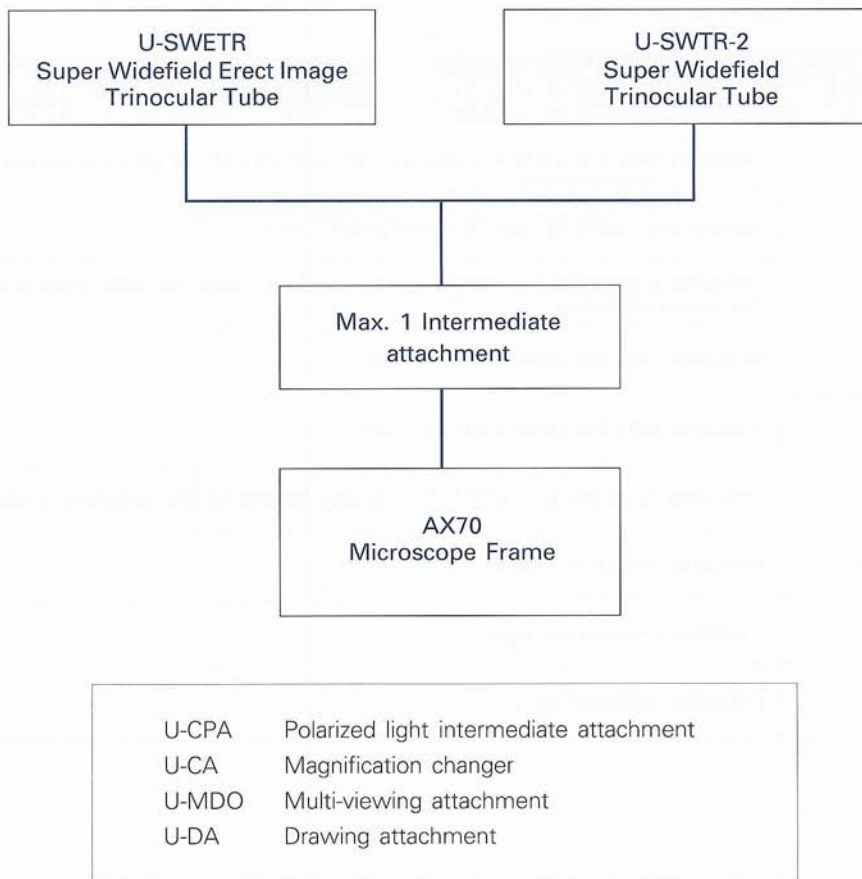 U-SWETR
Super Widefield Erect Image
Trinocular Tube
U-SWTR-2
Super Widefield
Trinocular Tube
Max. 1 Intermediate
attachment
AX70
Microscope Frame
U-CPA Polarized light intermediate attachment
U-CA Magnification changer
U-MDO Multi-viewing attachment
U-DA Drawing attachment